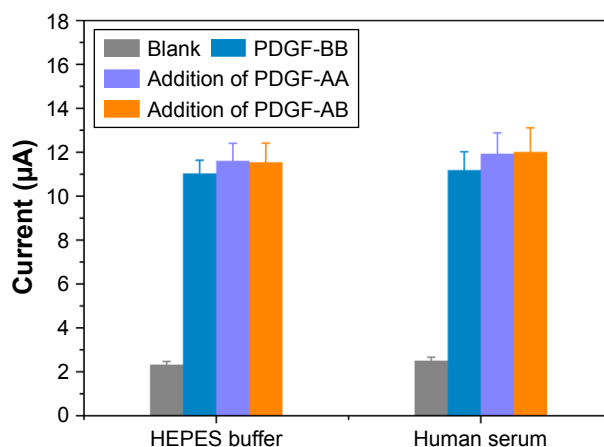 18
16
14
12
10
8
6
4
2
0
Current (µA)
Blank PDGF-BB
Addition of PDGF-AA
Addition of PDGF-AB
HEPES buffer Human serum